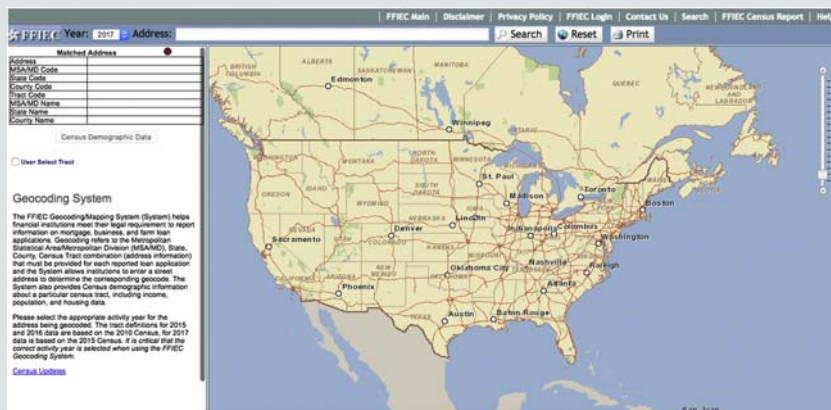 FFIEC Main | Disclaimer | Privacy Policy | FFIEC Login | Contact Us | Search | FFIEC Census Report | Help
FFIEC Year: 2017 Address: Search Reset Print
Matched Address
Address
MSA/MD Code
State Code
County Code
Tract Code
MSA/MD Name
State Name
County Name
Census Demographic Data
User Select Tract
Geocoding System
The FFIEC Geocoding/Mapping System (System) helps
financial institutions meet their legal requirement to report
information on mortgage, business, and farm loan
applications. Geocoding refers to the Metropolitan
Statistical Area/Metropolitan Division (MSA/MD), State,
County, Census Tract combination (address information)
that must be provided for each reported loan application
and the System allows institutions to enter a street
address to determine the corresponding geocode. The
System also provides Census demographic information
about a particular census tract, including income,
population, and housing data.
Please select the appropriate activity year for the
address being geocoded. The tract definitions for 2015
and 2016 data are based on the 2010 Census, for 2017
data is based on the 2015 Census. It is critical that the
correct activity year is selected when using the FFIEC
Geocoding System.
Census Updates
BRITISH
COLUMBIA
ALBERTA
SASKATCHEWAN
MANITOBA
ONTARIO
QUÉBEC
NEWFOUNDLAND
AND
LABRADOR
Edmonton
Winnipeg
WASHINGTON
MONTANA
NORTH
DAKOTA
MINNESOTA
MICHIGAN
MAINE
St. Paul
OREGON
IDAHO
SOUTH
DAKOTA
Madison
Toronto
WYOMING
IOWA
Boston
NEVADA
NEBRASKA
Lincoln
Sacramento
UTAH
Denver
COLORADO
KANSAS
MISSOURI
Indianapolis
Columbus
Washington
CALIFORNIA
ARIZONA
NEW
MEXICO
Oklahoma City
Nashville
Raleigh
Phoenix
Atlanta
TEXAS
Austin
Baton Rouge
San Juan